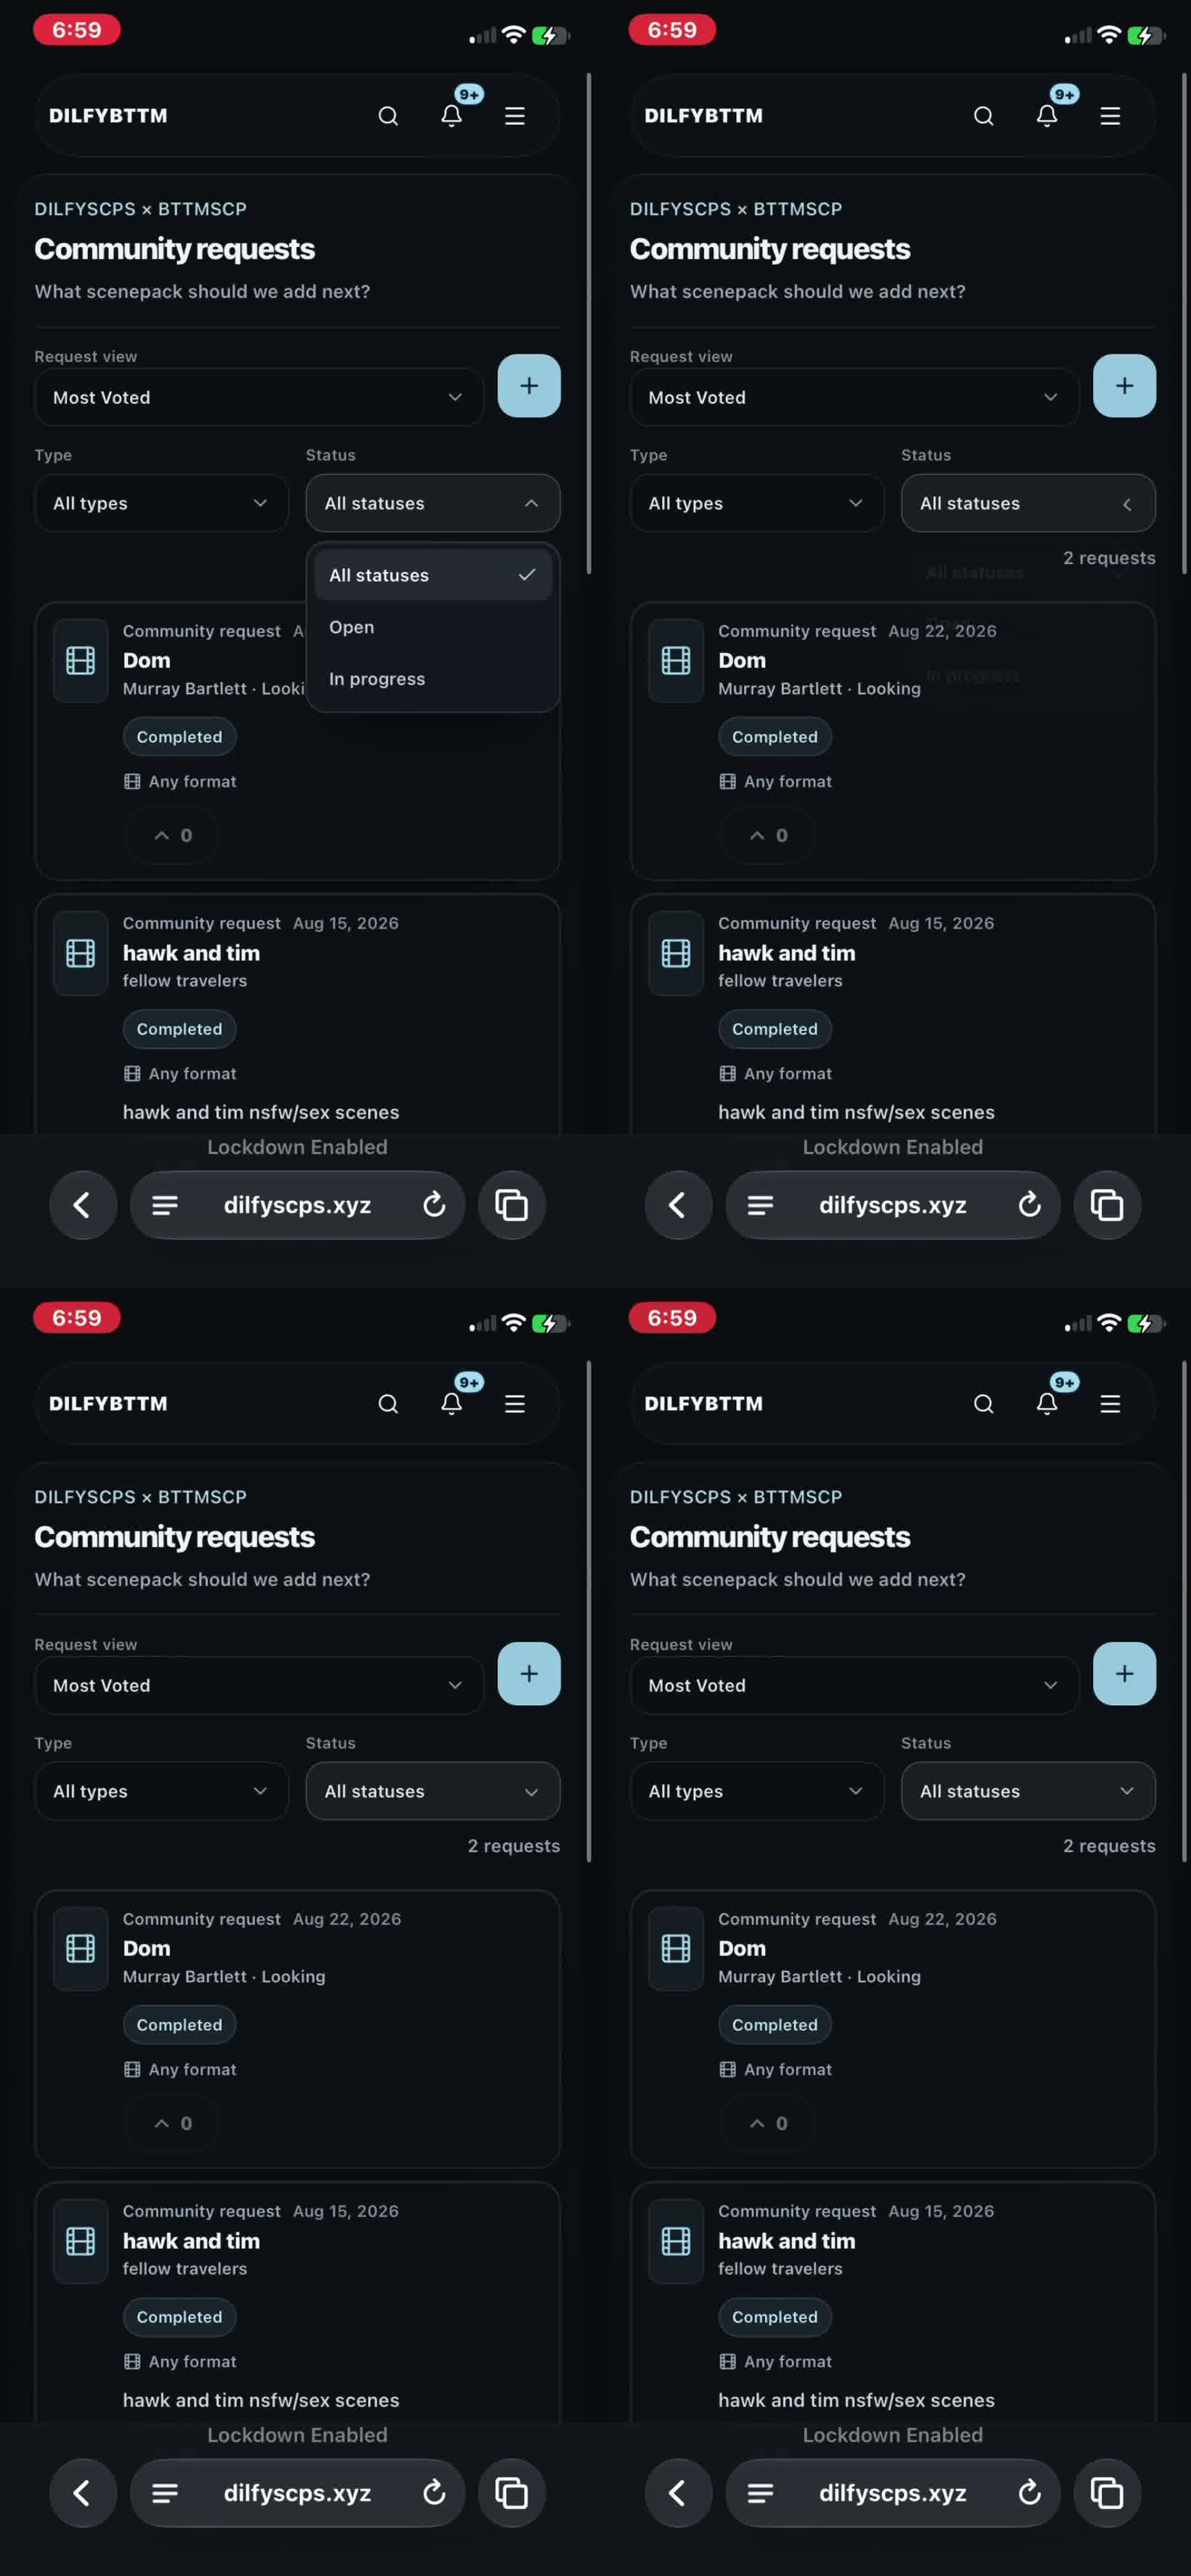 6:59
DILFYBTTM
9+
DILFYSCPS × BTTMSCP
Community requests
What scenepack should we add next?
Request view
Most Voted
+
Type
Status
All types
All statuses
All statuses
Open
In progress
Community request A
Dom
Murray Bartlett · Looki
Completed
Any format
0
Community request Aug 15, 2026
hawk and tim
fellow travelers
Completed
Any format
hawk and tim nsfw/sex scenes
Lockdown Enabled
dilfyscps.xyz
6:59
DILFYBTTM
9+
DILFYSCPS × BTTMSCP
Community requests
What scenepack should we add next?
Request view
Most Voted
+
Type
Status
All types
All statuses
2 requests
All statuses
Community request Aug 22, 2026
Dom
Murray Bartlett · Looking
In progress
Completed
Any format
0
Community request Aug 15, 2026
hawk and tim
fellow travelers
Completed
Any format
hawk and tim nsfw/sex scenes
Lockdown Enabled
dilfyscps.xyz
6:59
DILFYBTTM
9+
DILFYSCPS × BTTMSCP
Community requests
What scenepack should we add next?
Request view
Most Voted
+
Type
Status
All types
All statuses
2 requests
Community request Aug 22, 2026
Dom
Murray Bartlett · Looking
Completed
Any format
0
Community request Aug 15, 2026
hawk and tim
fellow travelers
Completed
Any format
hawk and tim nsfw/sex scenes
Lockdown Enabled
dilfyscps.xyz
6:59
DILFYBTTM
9+
DILFYSCPS × BTTMSCP
Community requests
What scenepack should we add next?
Request view
Most Voted
+
Type
Status
All types
All statuses
2 requests
Community request Aug 22, 2026
Dom
Murray Bartlett · Looking
Completed
Any format
0
Community request Aug 15, 2026
hawk and tim
fellow travelers
Completed
Any format
hawk and tim nsfw/sex scenes
Lockdown Enabled
dilfyscps.xyz